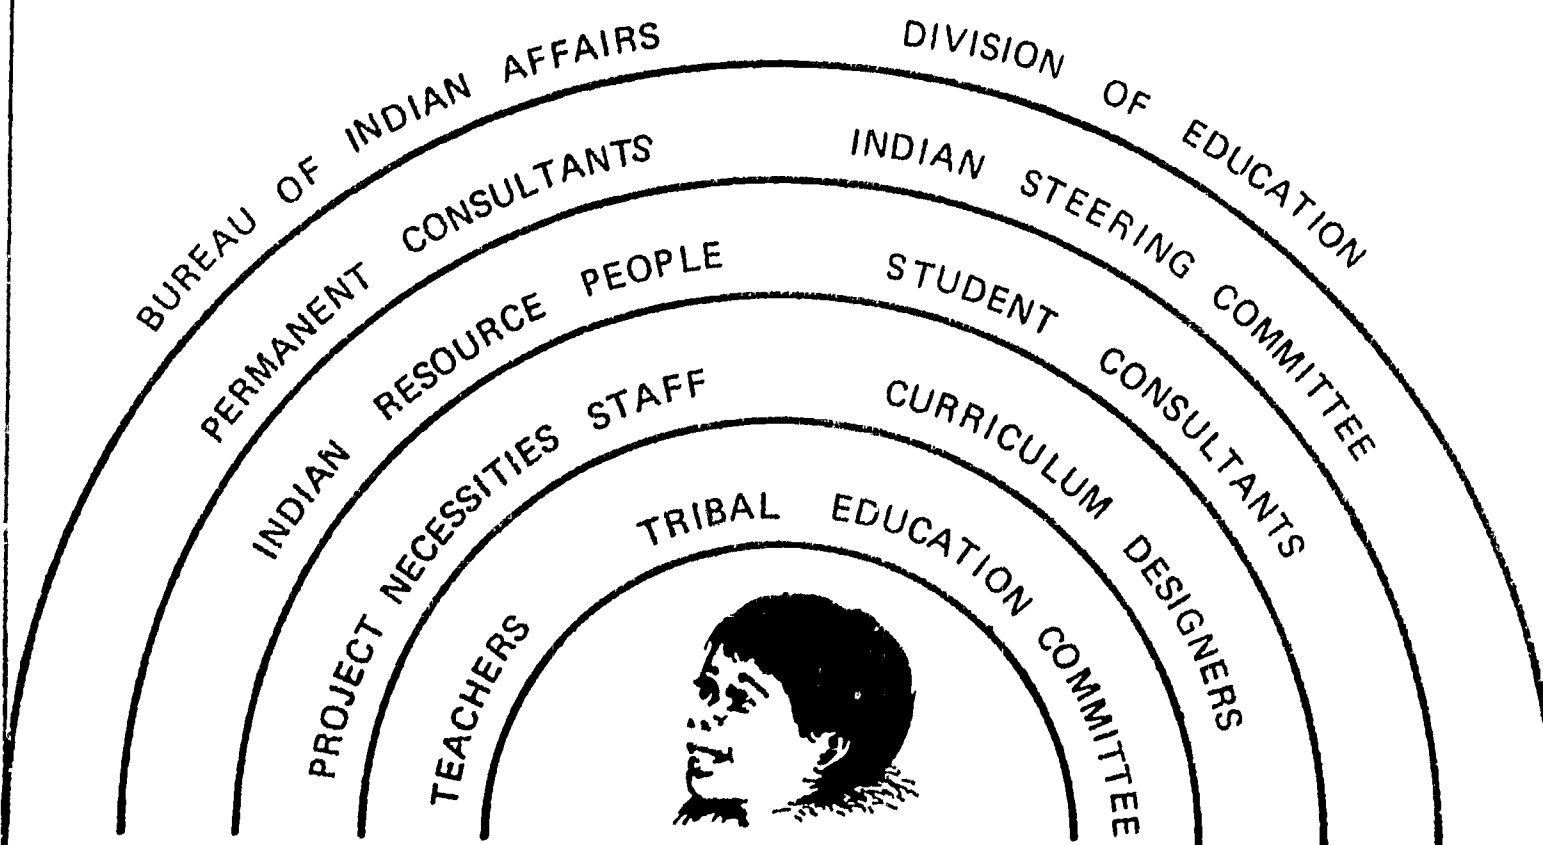 BUREAU OF INDIAN AFFAIRS DIVISION OF EDUCATION
PERMANENT CONSULTANTS INDIAN STEERING COMMITTEE
INDIAN RESOURCE PEOPLE STUDENT CONSULTANTS
PROJECT NECESSITIES STAFF CURRICULUM DESIGNERS
TEACHERS TRIBAL EDUCATION COMMITTEE